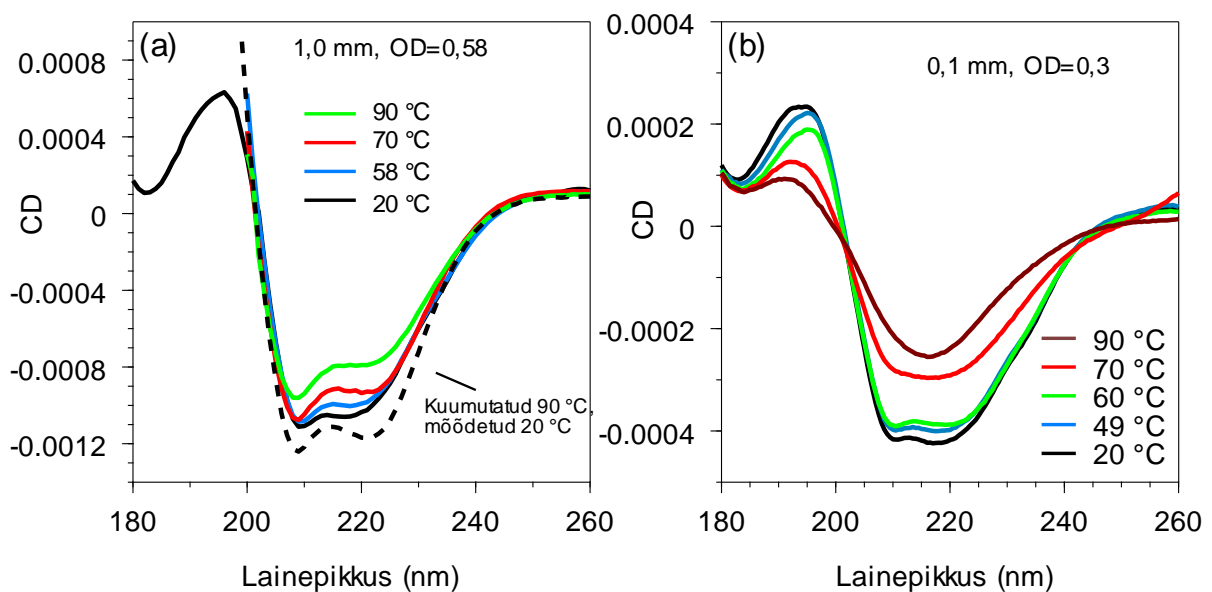 (a)
1,0 mm, OD=0,58
0.0008
0.0004
0
-0.0004
-0.0008
-0.0012
CD
90 °C
70 °C
58 °C
20 °C
Kuumutatud 90 °C,
mõõdetud 20 °C
180 200 220 240 260
Lainepikkus (nm)
(b)
0,1 mm, OD=0,3
0.0004
0.0002
0
-0.0002
-0.0004
CD
90 °C
70 °C
60 °C
49 °C
20 °C
180 200 220 240 260
Lainepikkus (nm)